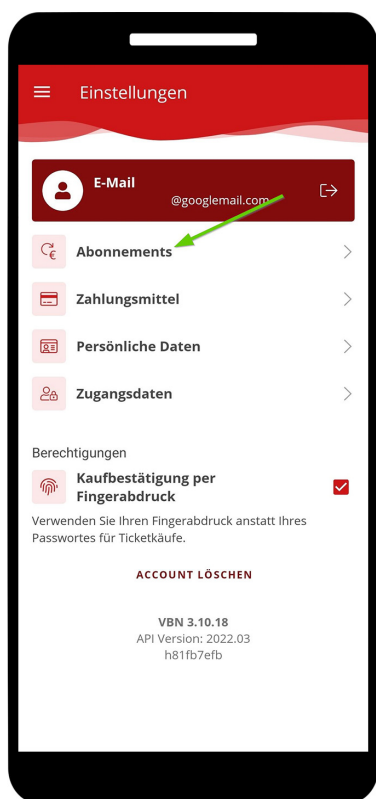 Einstellungen
E-Mail
@googlemail.com
Abonnements
Zahlungsmittel
Persönliche Daten
Zugangsdaten
Berechtigungen
Kaufbestätigung per
Fingerabdruck
Verwenden Sie Ihren Fingerabdruck anstatt Ihres
Passwortes für Ticketkäufe.
ACCOUNT LÖSCHEN
VBN 3.10.18
API Version: 2022.03
h81fb7efb